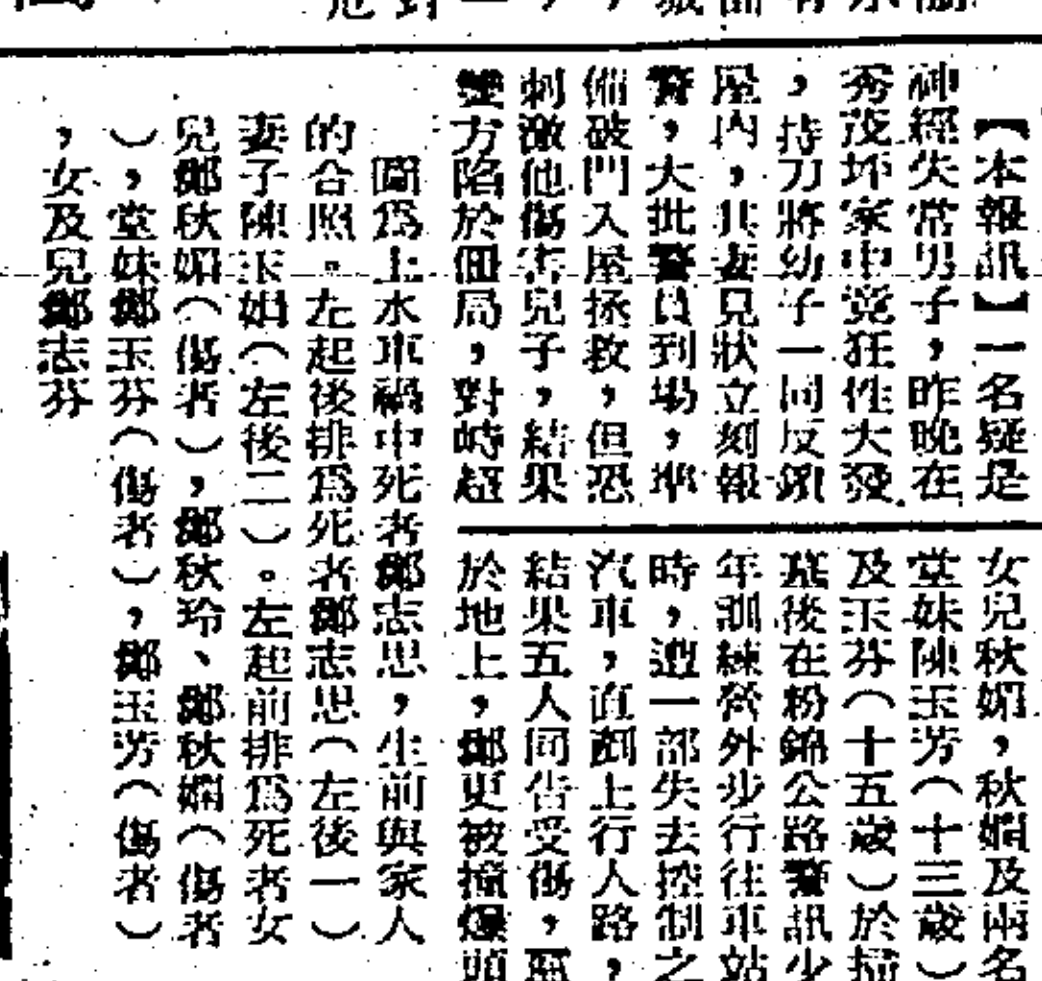 【本報訊】一名疑是
神經失常男子，昨晚在
秀茂坪家中竟狂性大發
，持刀將幼子一同反鎖
屋內，其妻見狀立刻報
警，大批警員到場，準
備破門入屋拯救，但恐
刺激他傷害兒子，結果
雙方陷於僵局，對峙超
女兒秋媚，秋嫺及兩名
堂妹陳玉芳（十三歲）
及玉芬（十五歲）於掃
墓後在粉錦公路警訊少
年訓練營外步行往車站
時，遭一部失去控制之
汽車，直剷上行人路，
結果五人同告受傷，
於地上，鄭更被撞爆頭
圖爲上水車禍中死者鄭志思，生前與家人
的合照。左起後排爲死者鄭志思（左後一）
妻子陳玉娟（左後二）。左起前排爲死者女
兒鄭秋媚（傷者），鄭秋玲、鄭秋嫺（傷者
），堂妹鄭玉芬（傷者），鄭玉芳（傷者）
，女及兒鄭志芬